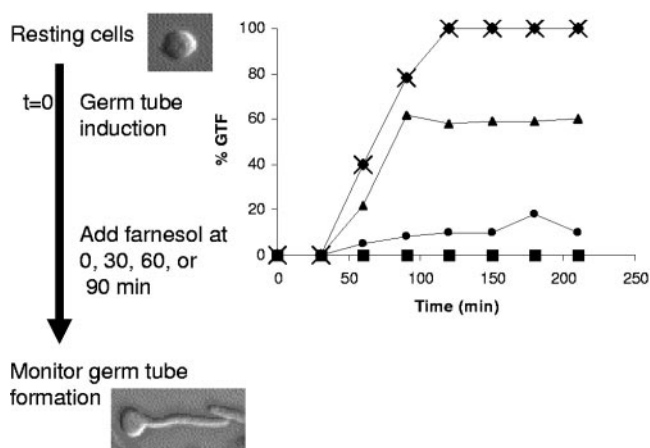 Resting cells
t=0
Germ tube
induction
Add farnesol at
0, 30, 60, or
90 min
Monitor germ tube
formation
% GTF
100
80
60
40
20
0
0
50
100
150
200
250
Time (min)